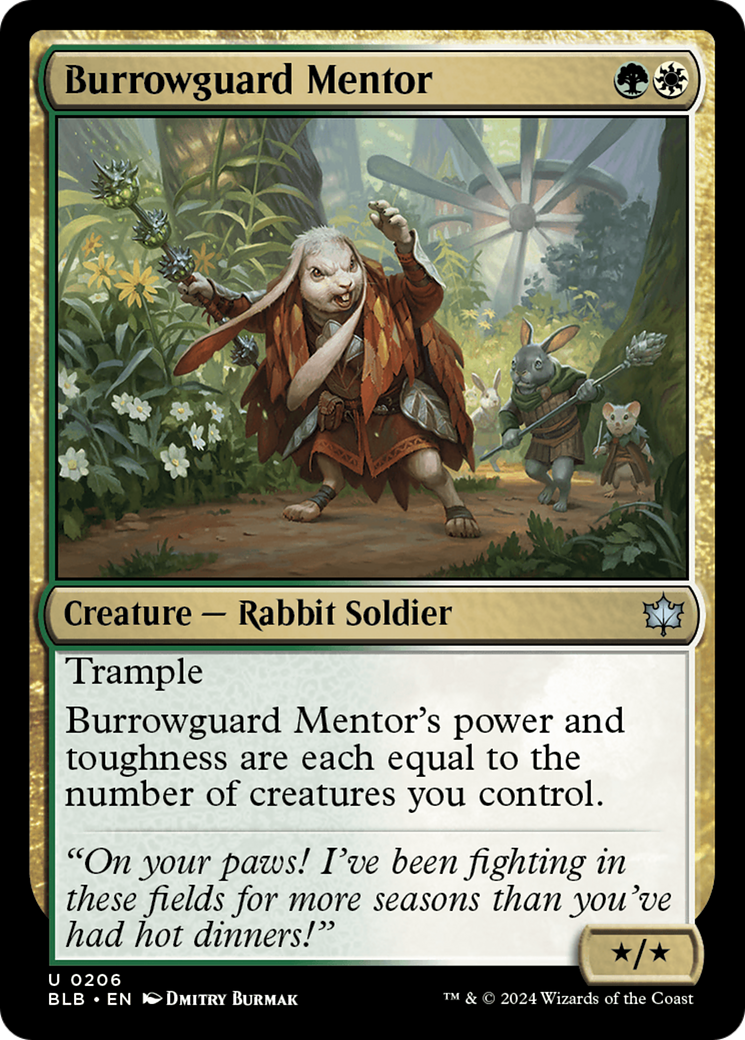 Burrowguard Mentor
Creature — Rabbit Soldier
Trample
Burrowguard Mentor's power and
toughness are each equal to the
number of creatures you control.
“On your paws! I've been fighting in
these fields for more seasons than you've
had hot dinners!”
★/★
U 0206
BLB • EN Dmitry Burmak
™ & © 2024 Wizards of the Coast